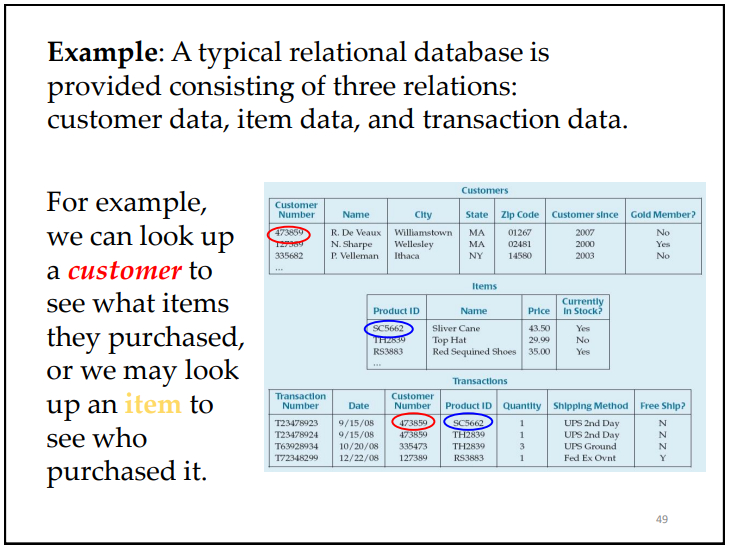 Example: A typical relational database is
provided consisting of three relations:
customer data, item data, and transaction data.
For example,
we can look up
a customer to
see what items
they purchased,
or we may look
up an item to
see who
purchased it.
Customers
Customer Number Name City State Zip Code Customer since Gold Member?
473859 R. De Veaux Williamstown MA 01267 2007 No
127389 N. Sharpe Wellesley MA 02481 2000 Yes
335682 P. Velleman Ithaca NY 14580 2003 No
...
Items
Product ID Name Price Currently In Stock?
SC5662 Sliver Cane 43.50 Yes
TH2839 Top Hat 29.99 No
RS3883 Red Sequined Shoes 35.00 Yes
...
Transactions
Transaction Number Date Customer Number Product ID Quantity Shipping Method Free Ship?
T23478923 9/15/08 473859 SC5662 1 UPS 2nd Day N
T23478924 9/15/08 473859 TH2839 1 UPS 2nd Day N
T63928934 10/20/08 335473 TH2839 3 UPS Ground N
T72348299 12/22/08 127389 RS3883 1 Fed Ex Ovnt Y
49